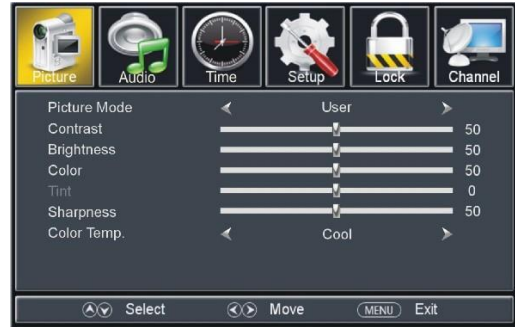 Picture Audio Time Setup Lock Channel
Picture Mode User
Contrast 50
Brightness 50
Color 50
Tint 0
Sharpness 50
Color Temp. Cool
Select Move MENU Exit